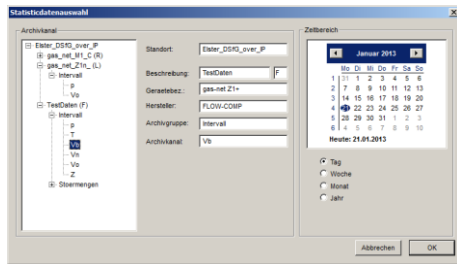 Statisticdatenauswahl
Archivkanal
Elster_DSfG_over_IP
gas_net_M1_C (R)
gas_net_Z1n_ (L)
Intervall
p
Vo
TestDaten (F)
Intervall
p
T
Vb
Vn
Vo
Z
Stoermengen
Standort: Elster_DSfG_over_IP
Beschreibung: TestDaten F
Geraetebez.: gas-net Z1+
Hersteller: FLOW-COMP
Archivgruppe: Intervall
Archivkanal: Vb
Zeitbereich
Januar 2013
Mo Di Mi Do Fr Sa So
1 31 1 2 3 4 5 6
2 7 8 9 10 11 12 13
3 14 15 16 17 18 19 20
4 21 22 23 24 25 26 27
5 28 29 30 31 1 2 3
6 4 5 6 7 8 9 10
Heute: 21.01.2013
Tag
Woche
Monat
Jahr
Abbrechen OK